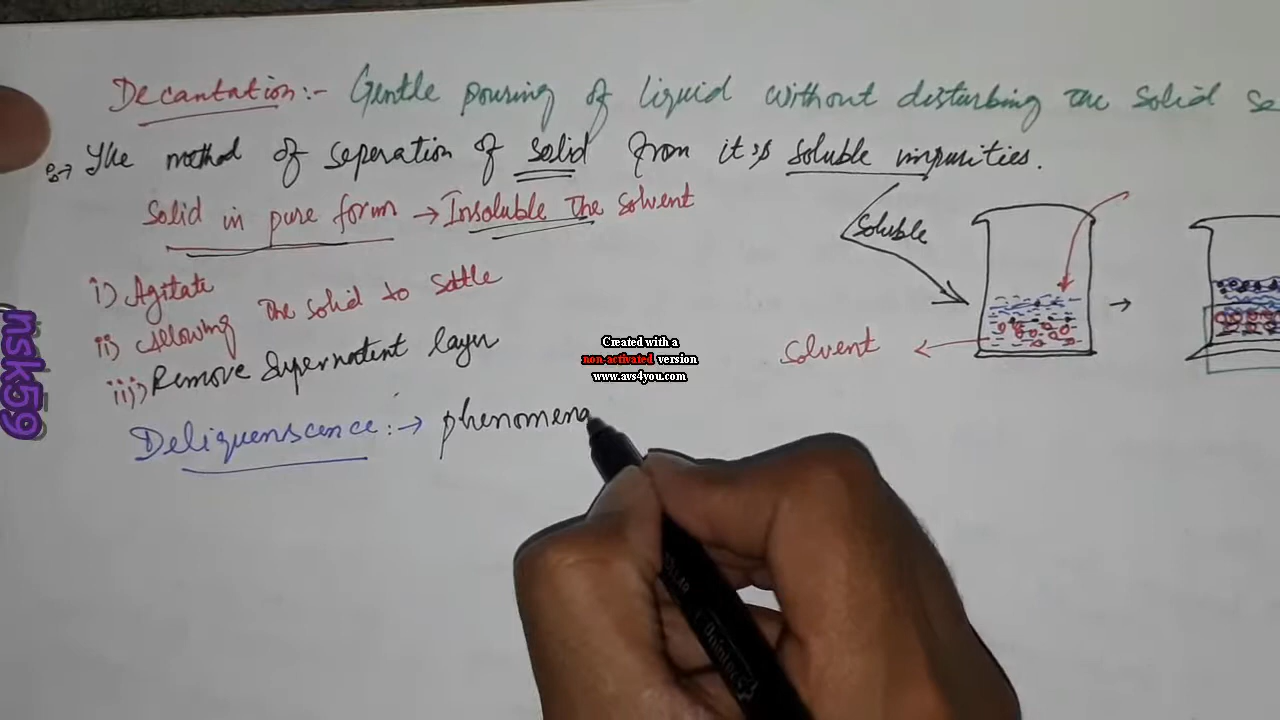 Decantation:- Gentle pouring of liquid without disturbing the solid se
The method of seperation of solid from it's soluble impurities.
Solid in pure form → Insoluble the solvent
Soluble
i) Agitate
ii) Allowing the solid to settle
iii) Remove Supernatent layer
solvent
Deliquenscence :→ phenomena
Created with a
non-activated version
www.avs4you.com
nsk59